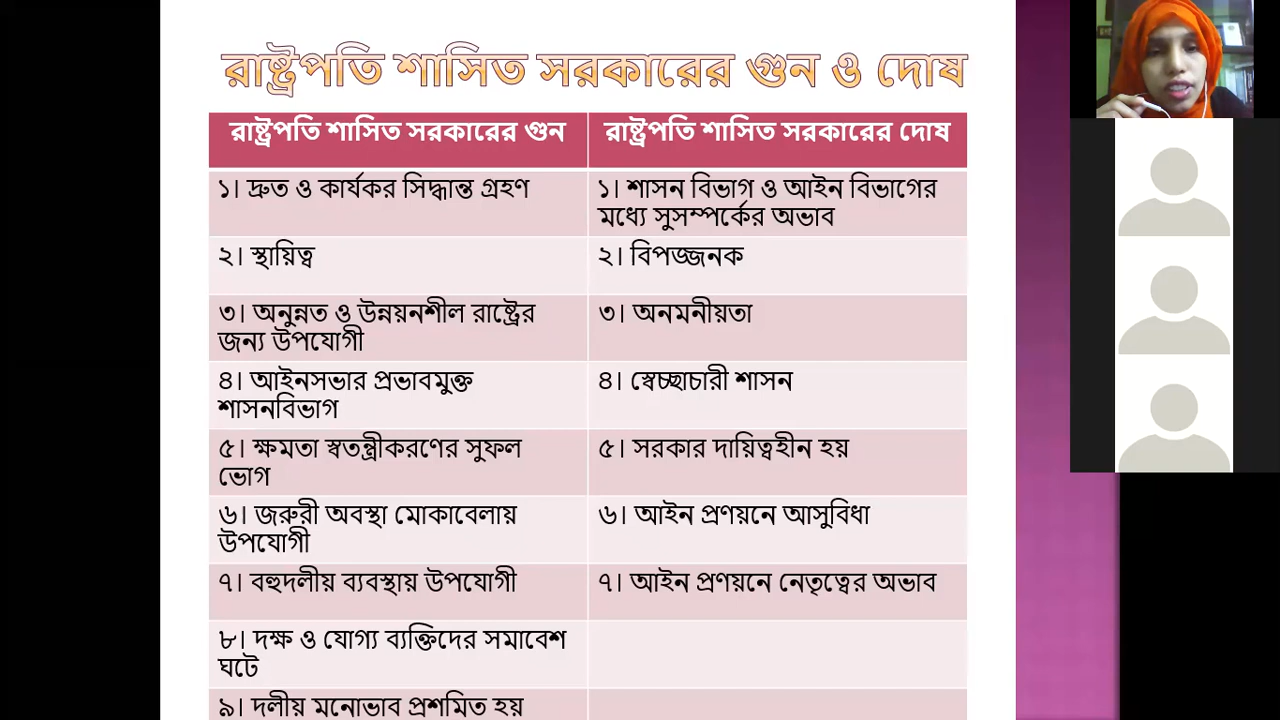 রাষ্ট্রপতি শাসিত সরকারের গুন ও দোষ
রাষ্ট্রপতি শাসিত সরকারের গুন
রাষ্ট্রপতি শাসিত সরকারের দোষ
১। দ্রুত ও কার্যকর সিদ্ধান্ত গ্রহণ
১। শাসন বিভাগ ও আইন বিভাগের
মধ্যে সুসম্পর্কের অভাব
২। স্থায়িত্ব
২। বিপজ্জনক
৩। অনুন্নত ও উন্নয়নশীল রাষ্ট্রের
জন্য উপযোগী
৩। অনমনীয়তা
৪। আইনসভার প্রভাবমুক্ত
শাসনবিভাগ
৪। স্বেচ্ছাচারী শাসন
৫। ক্ষমতা স্বতন্ত্রীকরণের সুফল
ভোগ
৫। সরকার দায়িত্বহীন হয়
৬। জরুরী অবস্থা মোকাবেলায়
উপযোগী
৬। আইন প্রণয়নে আসুবিধা
৭। বহুদলীয় ব্যবস্থায় উপযোগী
৭। আইন প্রণয়নে নেতৃত্বের অভাব
৮। দক্ষ ও যোগ্য ব্যক্তিদের সমাবেশ
ঘটে
৯। দলীয় মনোভাব প্রশমিত হয়